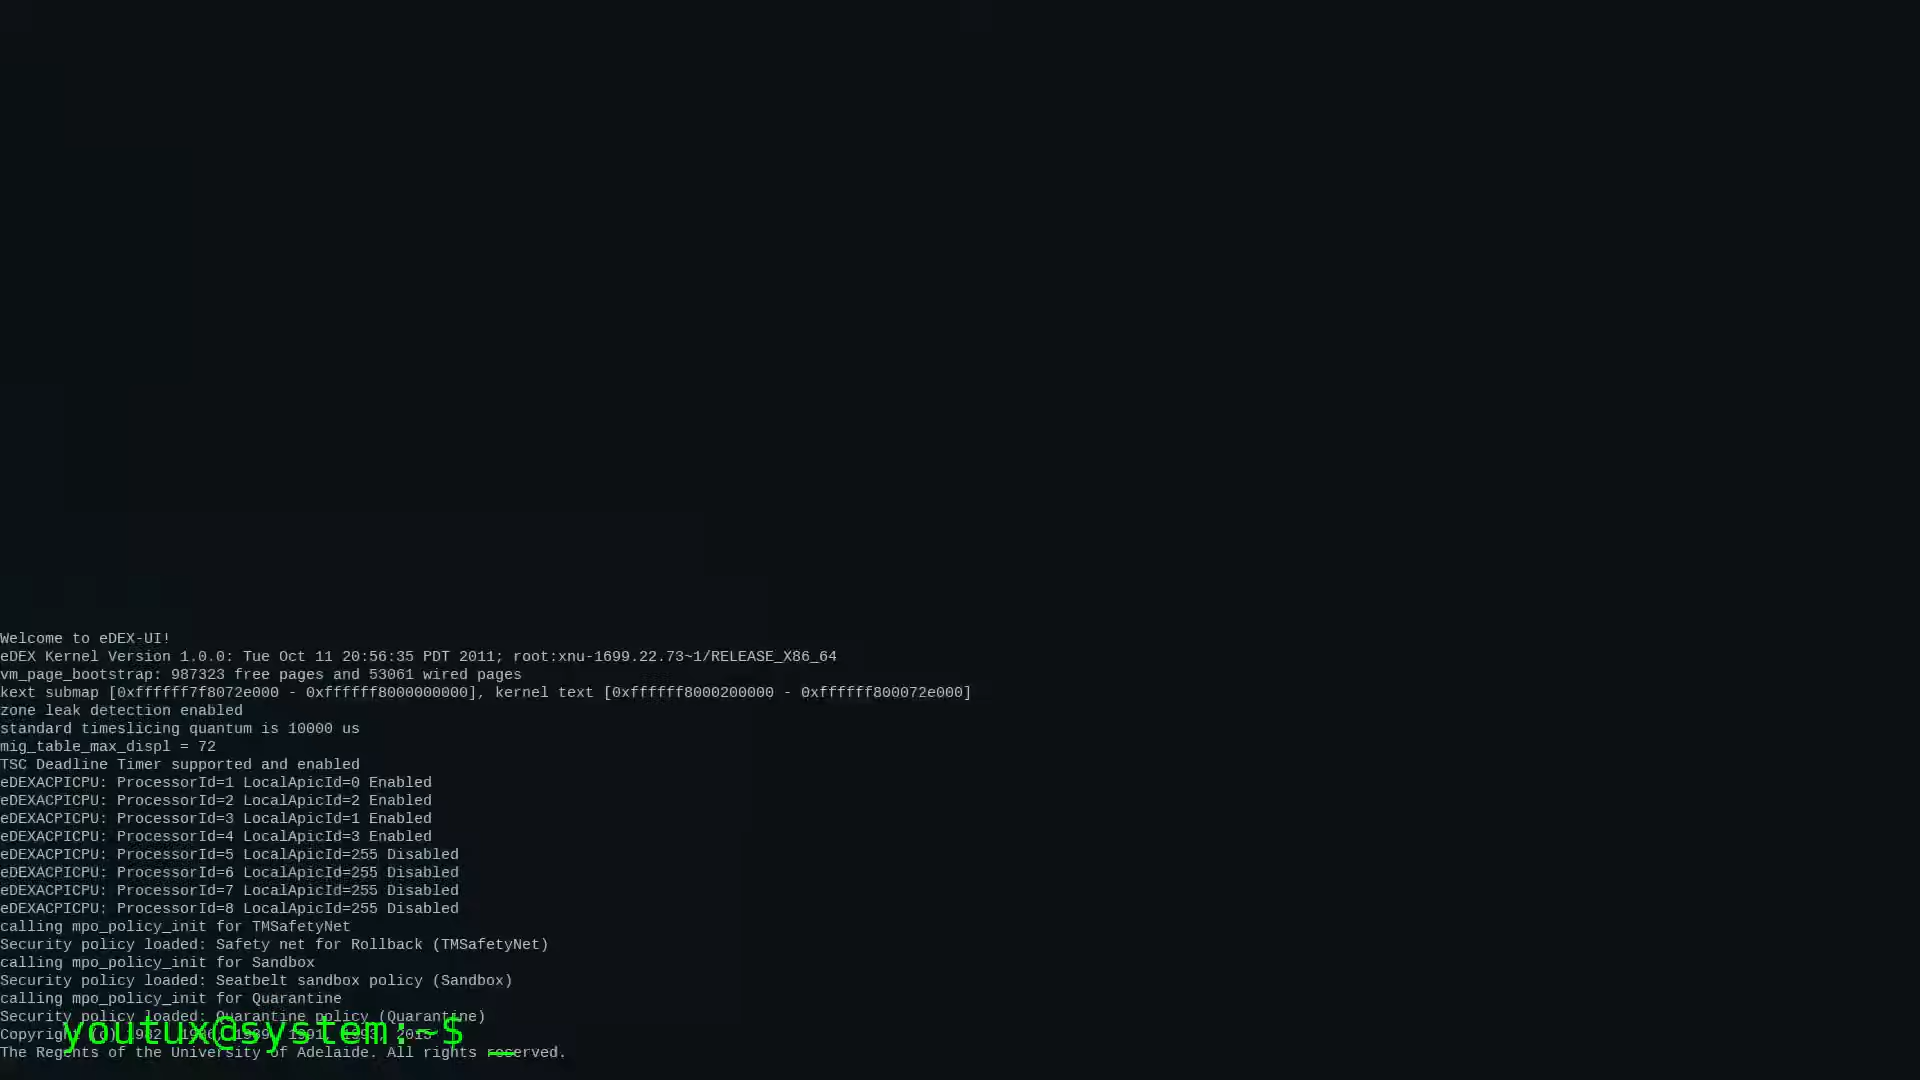 Welcome to eDEX-UI!
eDEX Kernel Version 1.0.0: Tue Oct 11 20:56:35 PDT 2011; root:xnu-1699.22.73~1/RELEASE_X86_64
vm_page_bootstrap: 987323 free pages and 53061 wired pages
kext submap [0xffffff7f8072e000 - 0xffffff8000000000], kernel text [0xffffff8000200000 - 0xffffff800072e000]
zone leak detection enabled
standard timeslicing quantum is 10000 us
mig_table_max_displ = 72
TSC Deadline Timer supported and enabled
eDEXACPICPU: ProcessorId=1 LocalApicId=0 Enabled
eDEXACPICPU: ProcessorId=2 LocalApicId=2 Enabled
eDEXACPICPU: ProcessorId=3 LocalApicId=1 Enabled
eDEXACPICPU: ProcessorId=4 LocalApicId=3 Enabled
eDEXACPICPU: ProcessorId=5 LocalApicId=255 Disabled
eDEXACPICPU: ProcessorId=6 LocalApicId=255 Disabled
eDEXACPICPU: ProcessorId=7 LocalApicId=255 Disabled
eDEXACPICPU: ProcessorId=8 LocalApicId=255 Disabled
calling mpo_policy_init for TMSafetyNet
Security policy loaded: Safety net for Rollback (TMSafetyNet)
calling mpo_policy_init for Sandbox
Security policy loaded: Seatbelt sandbox policy (Sandbox)
calling mpo_policy_init for Quarantine
Security policy loaded: Quarantine policy (Quarantine)
youtux@system:~$ _
Copyright (c) 1982, 1986, 1989, 1991, 1993, 2015
The Regents of the University of Adelaide. All rights reserved.